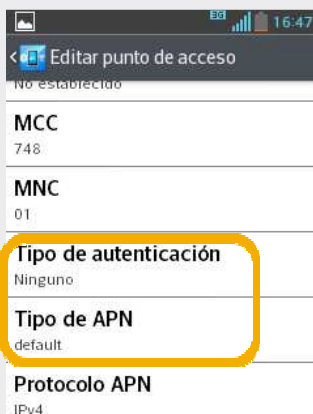 3G 16:47
Editar punto de acceso
No establecido
MCC
748
MNC
01
Tipo de autenticación
Ninguno
Tipo de APN
default
Protocolo APN
IPv4